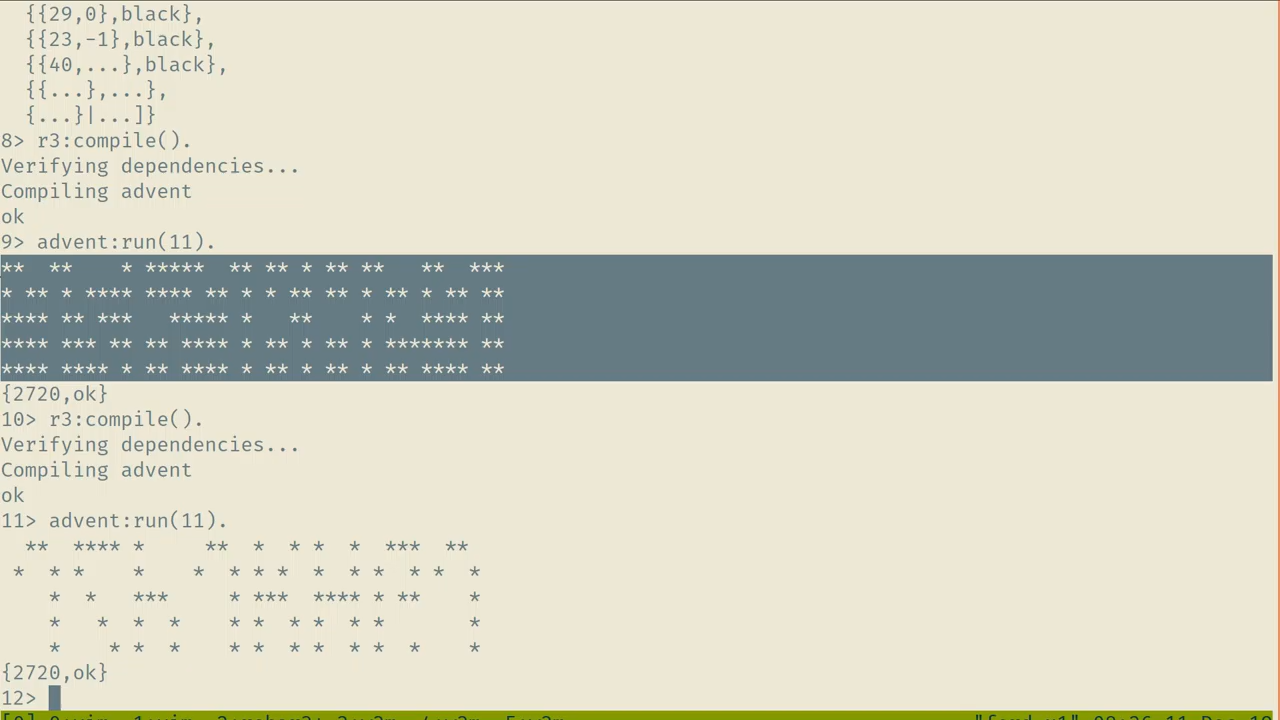 {{29,0},black},
{{23,-1},black},
{{40,...},black},
{{...},...},
{...}|...]}
8> r3:compile().
Verifying dependencies...
Compiling advent
ok
9> advent:run(11).
**  **    * *****  ** ** * ** **   **  ***
* ** * **** **** ** * * ** ** * ** * ** **
**** ** ***   ***** *   **    * *  **** **
**** *** ** ** **** * ** * ** * ******* **
**** **** * ** **** * ** * ** * ** **** **
{2720,ok}
10> r3:compile().
Verifying dependencies...
Compiling advent
ok
11> advent:run(11).
  **  **** *     **  *  * *  *  ***  **
 *  * *    *    *  * * *  *  * *  * *  *
    *  *   ***     * ***  **** * **    *
    *   *  *  *    * *  * *  * *       *
    *    * *  *    * *  * *  * *  *    *
{2720,ok}
12>